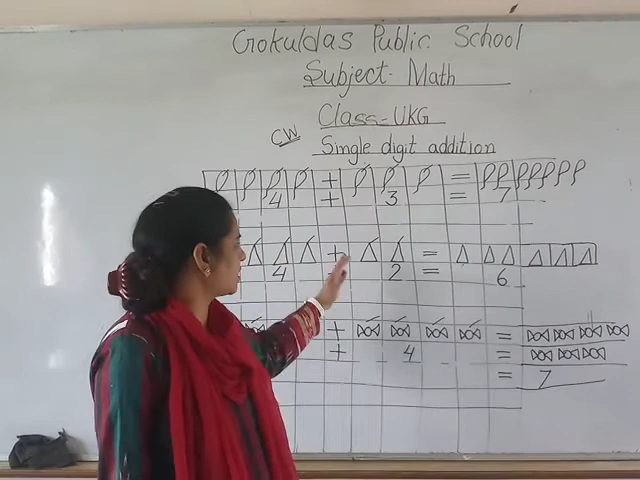 Gokuldas Public School
Subject- Math
Class-UKG
CW
Single digit addition
+ =
4 + 3 = 7
+ =
4 2 = 6
+ =
+ 4 =
= 7